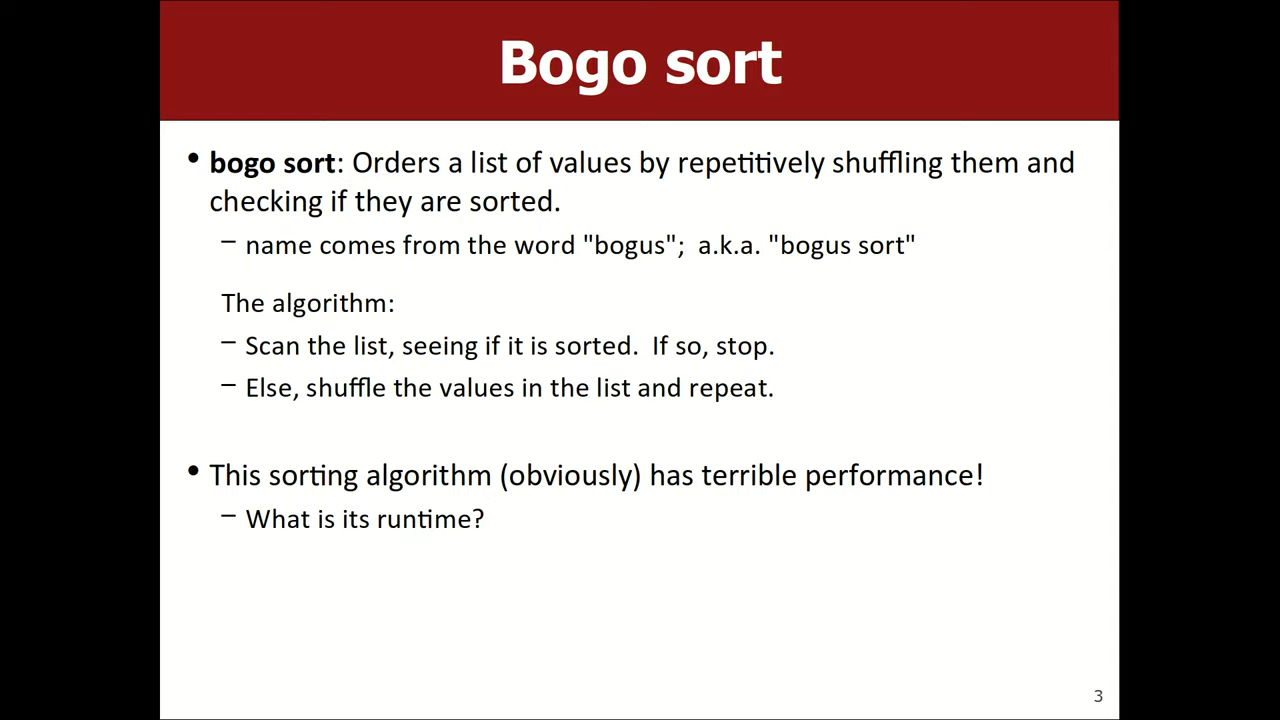 Bogo sort
• bogo sort: Orders a list of values by repetitively shuffling them and
checking if they are sorted.
– name comes from the word "bogus";  a.k.a. "bogus sort"
The algorithm:
– Scan the list, seeing if it is sorted.  If so, stop.
– Else, shuffle the values in the list and repeat.
• This sorting algorithm (obviously) has terrible performance!
– What is its runtime?
3